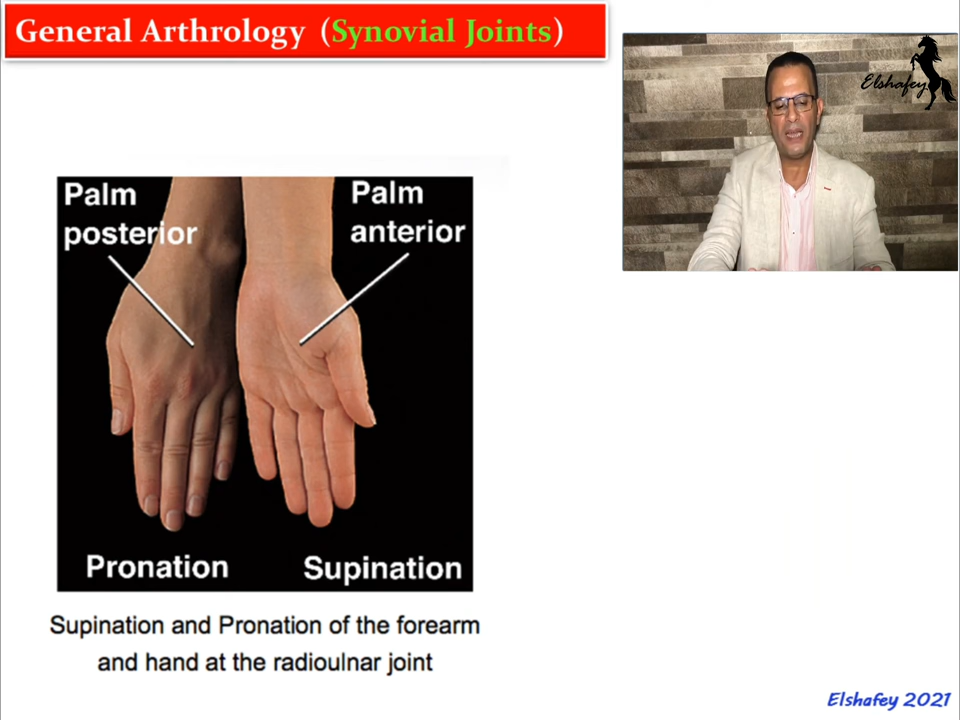 General Arthrology (Synovial Joints)
Elshafey
Palm
posterior
Palm
anterior
Pronation
Supination
Supination and Pronation of the forearm
and hand at the radioulnar joint
Elshafey 2021